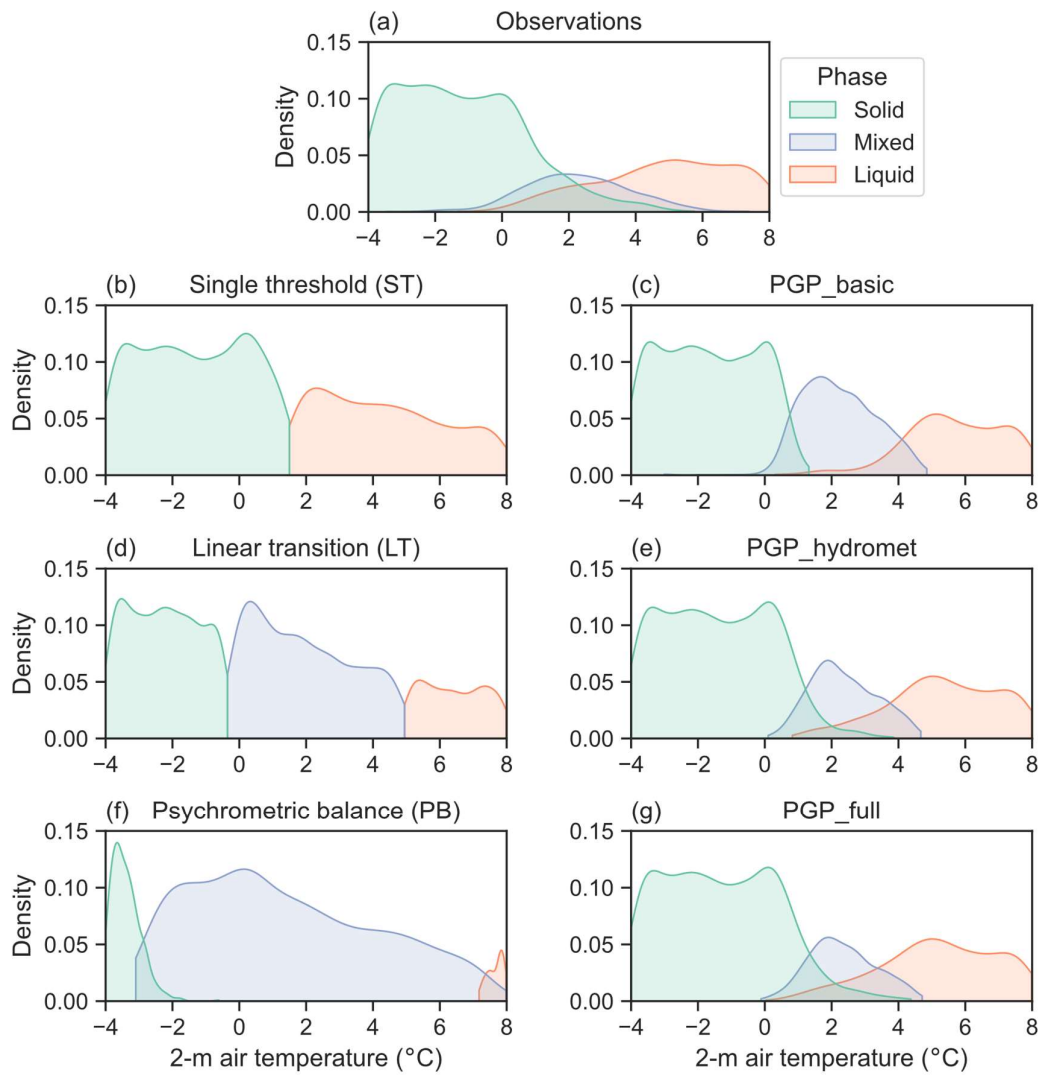 (a) Observations
0.15
0.10
0.05
0.00
Density
−4 −2 0 2 4 6 8
Phase
Solid
Mixed
Liquid
(b) Single threshold (ST)
0.15
0.10
0.05
0.00
Density
−4 −2 0 2 4 6 8
(c) PGP_basic
0.15
0.10
0.05
0.00
−4 −2 0 2 4 6 8
(d) Linear transition (LT)
0.15
0.10
0.05
0.00
Density
−4 −2 0 2 4 6 8
(e) PGP_hydromet
0.15
0.10
0.05
0.00
−4 −2 0 2 4 6 8
(f) Psychrometric balance (PB)
0.15
0.10
0.05
0.00
Density
−4 −2 0 2 4 6 8
2-m air temperature (°C)
(g) PGP_full
0.15
0.10
0.05
0.00
−4 −2 0 2 4 6 8
2-m air temperature (°C)